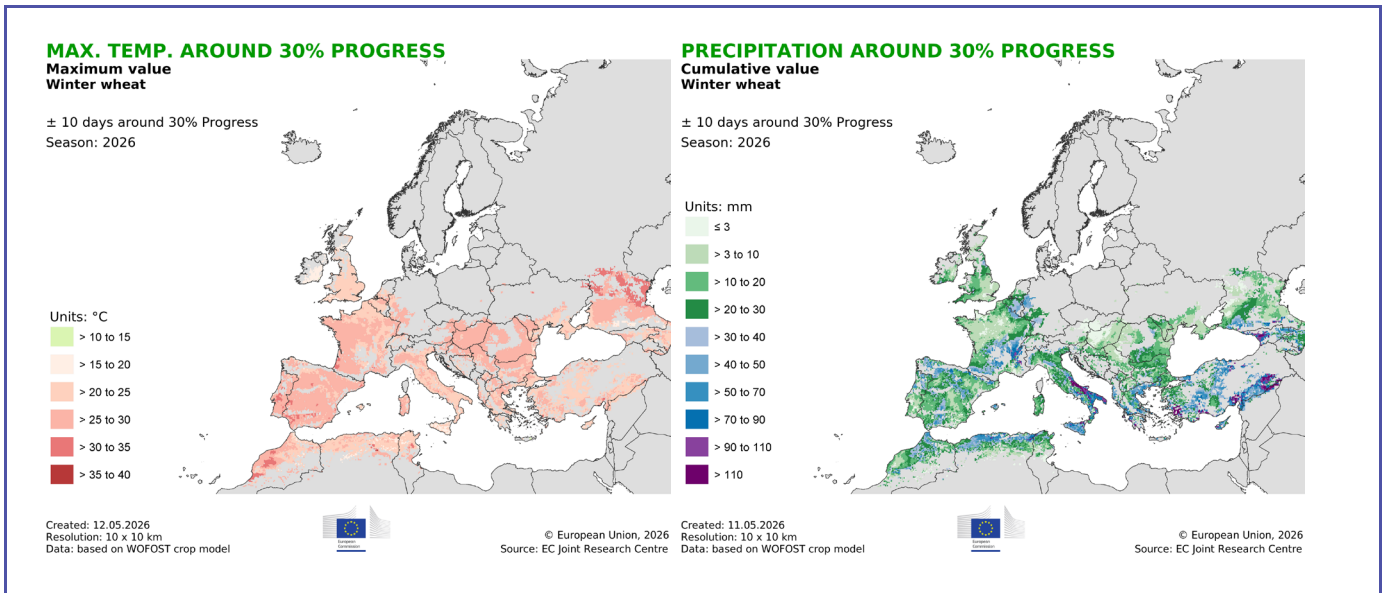 MAX. TEMP. AROUND 30% PROGRESS
Maximum value
Winter wheat
± 10 days around 30% Progress
Season: 2026
Units: °C
> 10 to 15
> 15 to 20
> 20 to 25
> 25 to 30
> 30 to 35
> 35 to 40
Created: 12.05.2026
Resolution: 10 x 10 km
Data: based on WOFOST crop model
European
Commission
© European Union, 2026
Source: EC Joint Research Centre
PRECIPITATION AROUND 30% PROGRESS
Cumulative value
Winter wheat
± 10 days around 30% Progress
Season: 2026
Units: mm
≤ 3
> 3 to 10
> 10 to 20
> 20 to 30
> 30 to 40
> 40 to 50
> 50 to 70
> 70 to 90
> 90 to 110
> 110
Created: 11.05.2026
Resolution: 10 x 10 km
Data: based on WOFOST crop model
European
Commission
© European Union, 2026
Source: EC Joint Research Centre